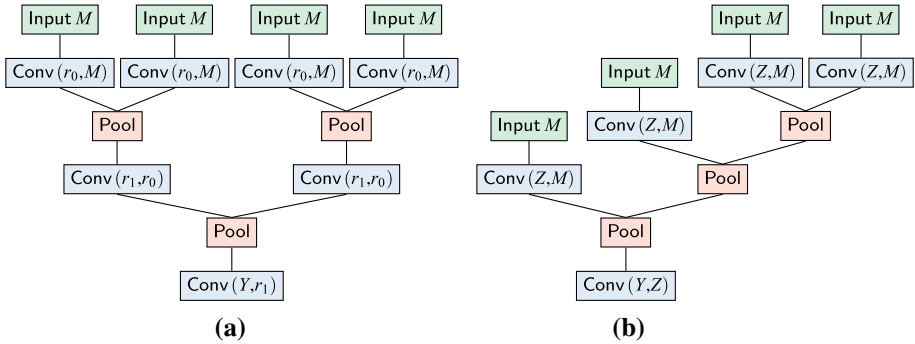 Input M Input M Input M Input M
Conv (r₀,M) Conv (r₀,M) Conv (r₀,M) Conv (r₀,M)
Pool Pool
Conv (r₁,r₀) Conv (r₁,r₀)
Pool
Conv (Y,r₁)
(a)
Input M Input M
Conv (Z,M) Conv (Z,M)
Input M
Conv (Z,M) Pool
Input M
Conv (Z,M) Pool
Pool
Conv (Y,Z)
(b)